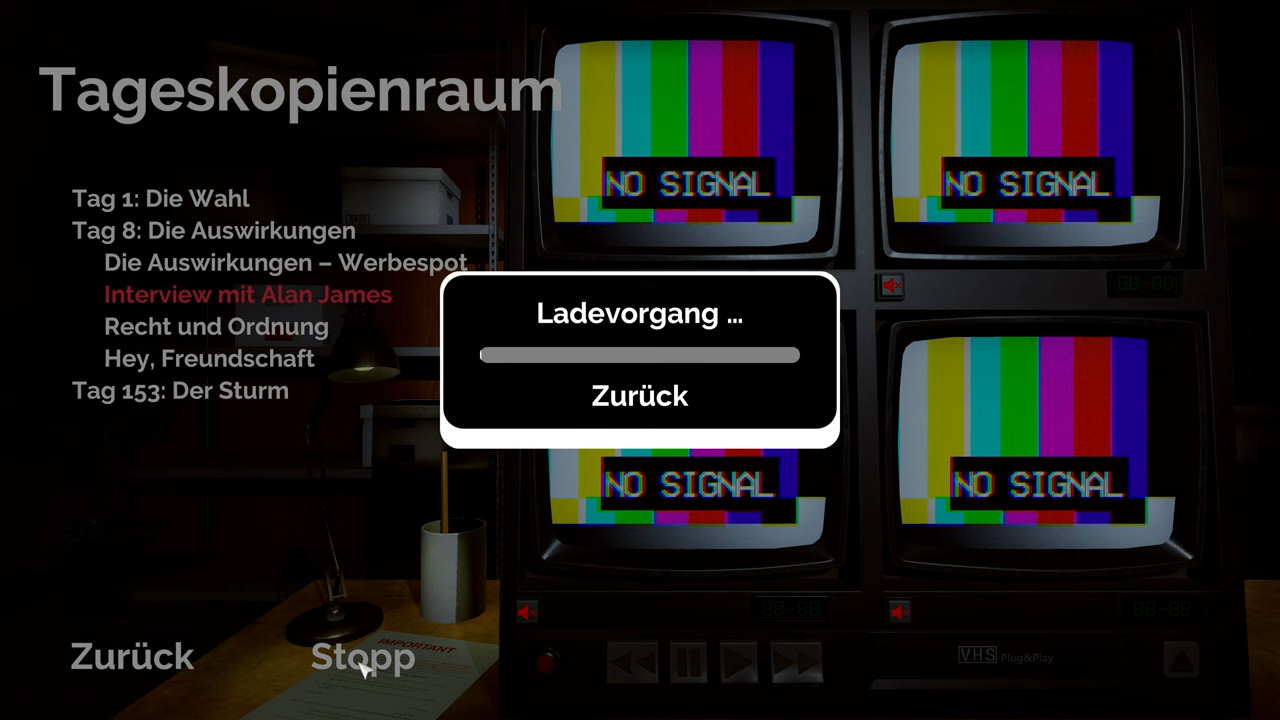 Tageskopienraum
Tag 1: Die Wahl
Tag 8: Die Auswirkungen
Die Auswirkungen – Werbespot
Interview mit Alan James
Recht und Ordnung
Hey, Freundschaft
Tag 153: Der Sturm
Zurück
Stopp
Ladevorgang ...
Zurück
NO SIGNAL
NO SIGNAL
NO SIGNAL
NO SIGNAL
IMPORTANT
VHS Plug&Play